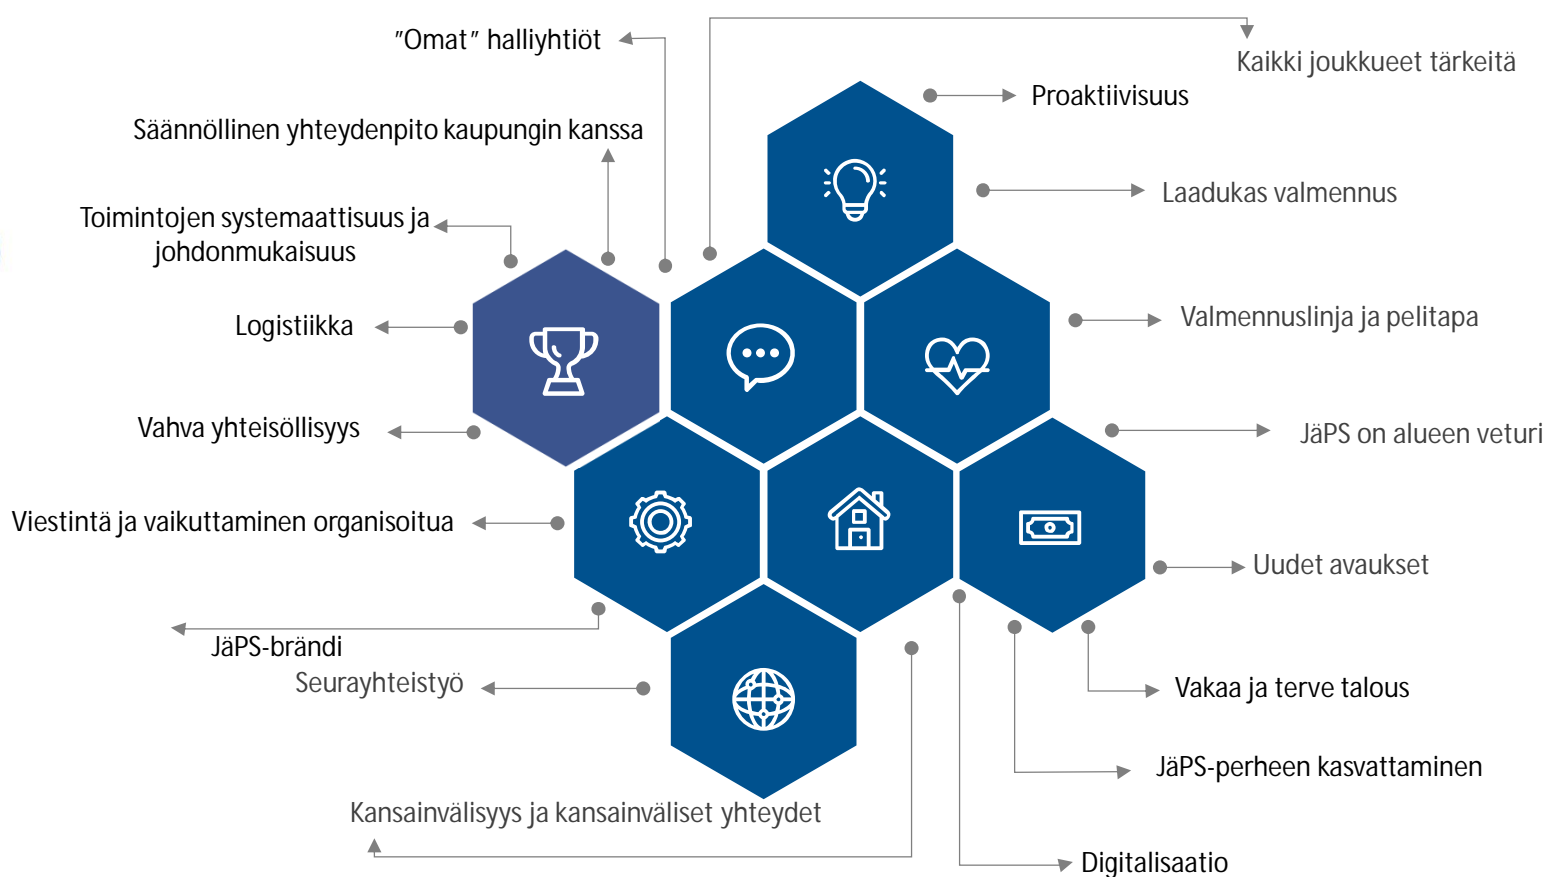 "Omat" halliyhtiöt
Kaikki joukkueet tärkeitä
Proaktiivisuus
Säännöllinen yhteydenpito kaupungin kanssa
Laadukas valmennus
Toimintojen systemaattisuus ja
johdonmukaisuus
Logistiikka
Valmennuslinja ja pelitapa
Vahva yhteisöllisyys
JäPS on alueen veturi
Viestintä ja vaikuttaminen organisoitua
Uudet avaukset
JäPS-brändi
Seurayhteistyö
Vakaa ja terve talous
JäPS-perheen kasvattaminen
Kansainvälisyys ja kansainväliset yhteydet
Digitalisaatio